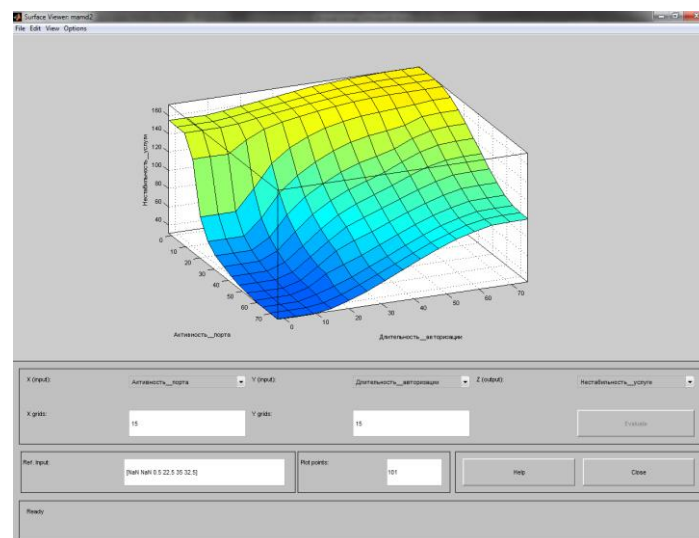 Surface Viewer: mamd2
File Edit View Options
160
140
120
100
80
60
40
Нестабильность__услуги
0
10
20
30
40
50
60
70
0
10
20
30
40
50
60
70
Активность__порта
Длительность__авторизации
X (input):
Активность__порта
Y (input):
Длительность__авторизации
Z (output):
Нестабильность__услуги
X grids:
15
Y grids:
15
Evaluate
Ref. Input:
[NaN NaN 0.5 22.5 35 32.5]
Plot points:
101
Help
Close
Ready